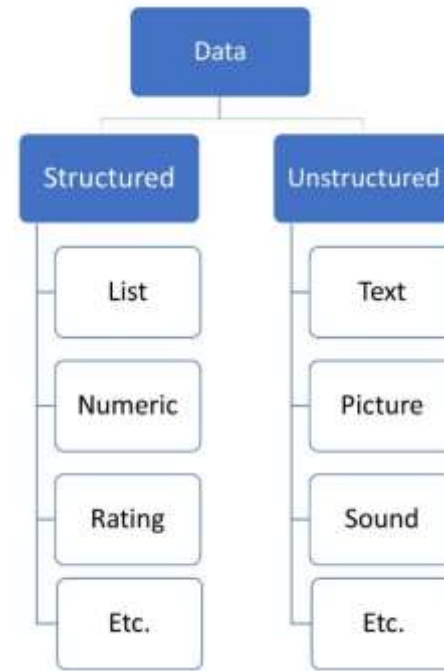 Data
Structured
List
Numeric
Rating
Etc.
Unstructured
Text
Picture
Sound
Etc.